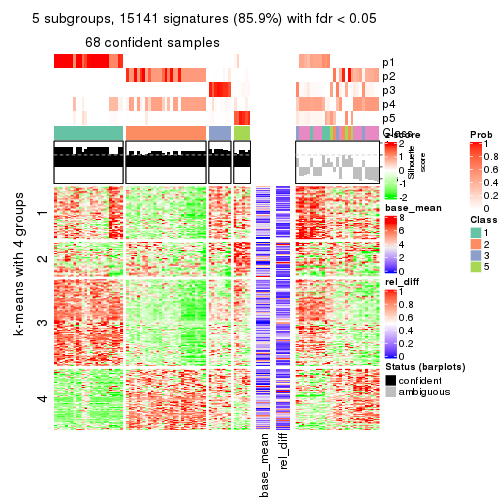 5 subgroups, 15141 signatures (85.9%) with fdr < 0.05
68 confident samples
p1
p2
p3
p4
p5
Class
z-score
2
1
0
-1
-2
Silhouette
score
base_mean
8
6
4
2
0
rel_diff
1
0.8
0.6
0.4
0.2
0
Status (barplots)
confident
ambiguous
Prob
1
0.8
0.6
0.4
0.2
0
Class
1
2
3
5
k-means with 4 groups
1
2
3
4
base_mean
rel_diff